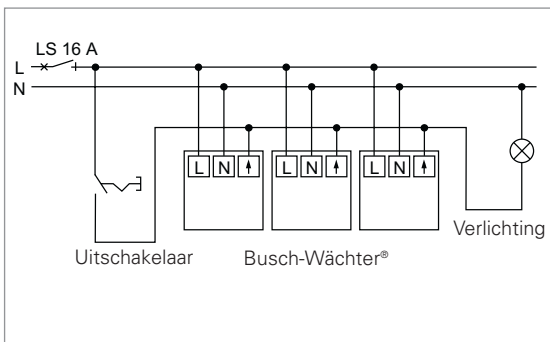 LS 16 A
L
N
L N L N L N
Verlichting
Uitschakelaar Busch-Wächter®